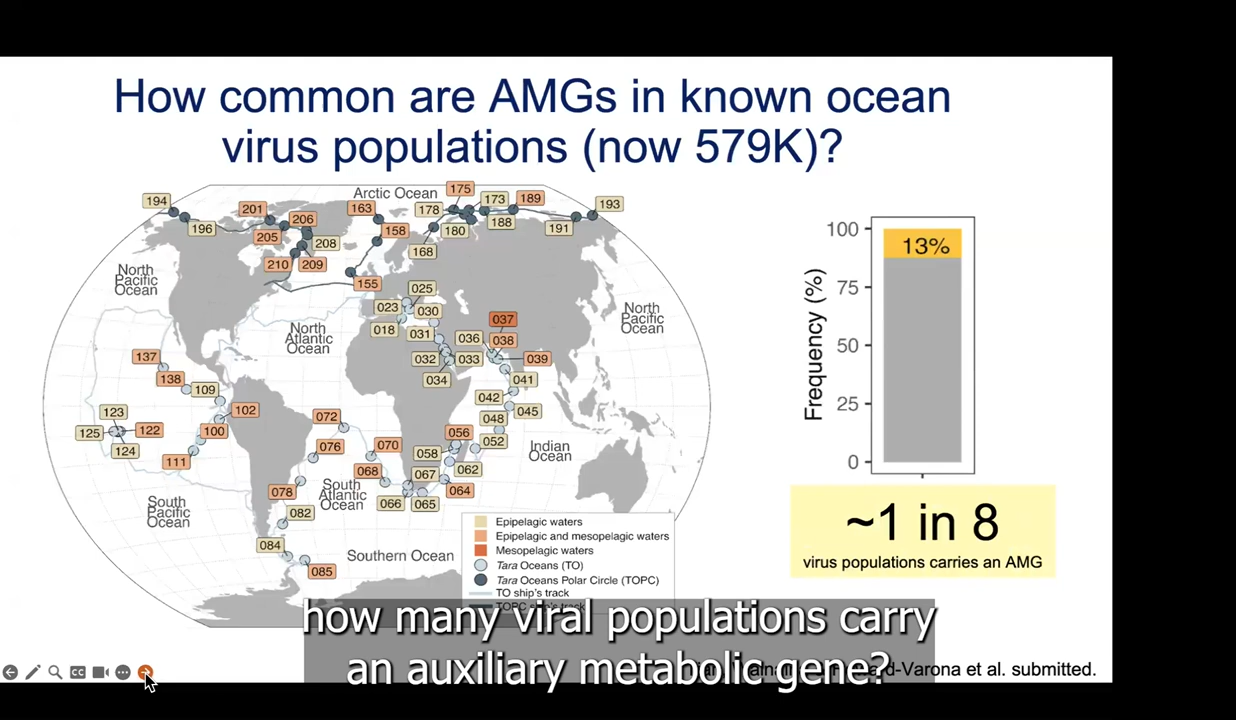 How common are AMGs in known ocean
virus populations (now 579K)?
Arctic Ocean
175
194
201
206
163
178
173
189
193
196
205
208
158
180
188
191
210
209
168
155
North
Pacific
Ocean
North
Atlantic
Ocean
North
Pacific
Ocean
025
023
030
018
031
036
037
038
032
033
039
034
041
042
045
048
052
137
138
109
102
123
125
122
124
100
111
072
076
070
068
078
082
084
085
056
058
062
067
064
066
065
Indian
Ocean
South
Pacific
Ocean
South
Atlantic
Ocean
Southern Ocean
Epipelagic waters
Epipelagic and mesopelagic waters
Mesopelagic waters
Tara Oceans (TO)
Tara Oceans Polar Circle (TOPC)
TO ship's track
TOPC ship's track
Frequency (%)
100
75
50
25
0
13%
~1 in 8
virus populations carries an AMG
how many viral populations carry
an auxiliary metabolic gene?
d-Varona et al. submitted.
CC